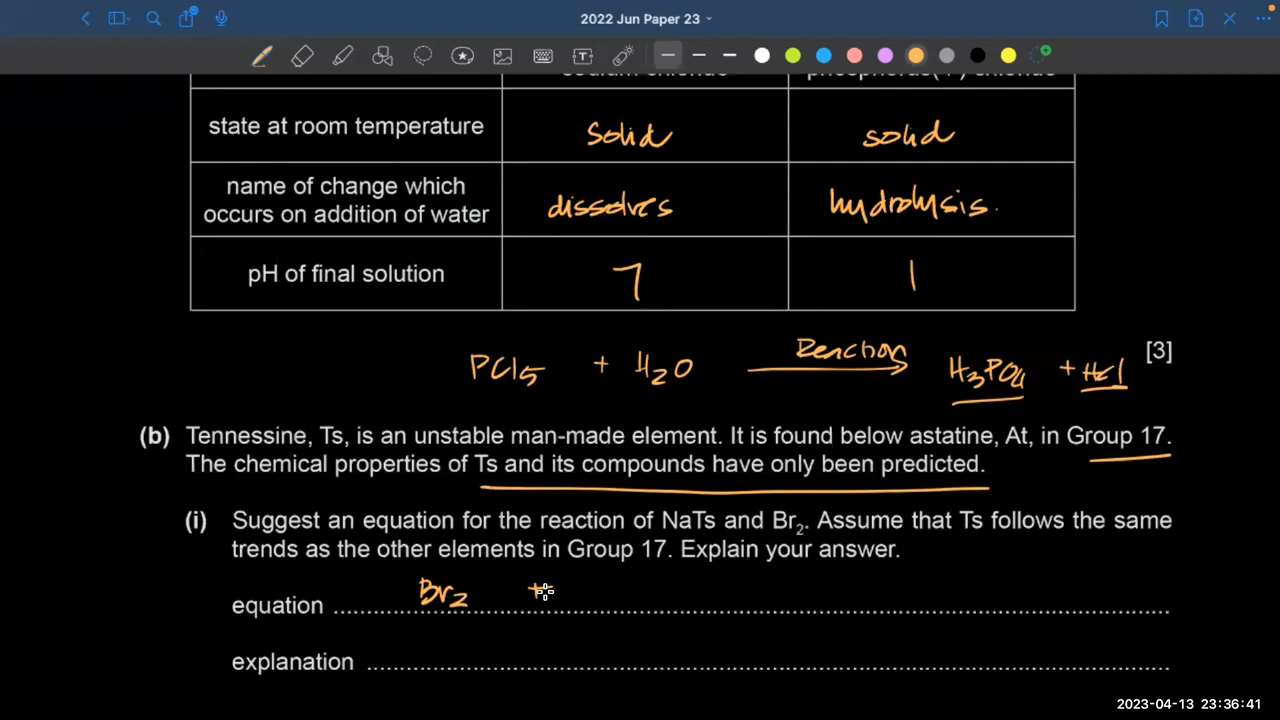 2022 Jun Paper 23
sodium chloride phosphorus(V) chloride
state at room temperature Solid solid
name of change which
occurs on addition of water dissolves hydrolysis.
pH of final solution 7 1
[3]
PCl5 + H2O Reaction H3PO4 + HCl
(b) Tennessine, Ts, is an unstable man-made element. It is found below astatine, At, in Group 17.
The chemical properties of Ts and its compounds have only been predicted.
(i) Suggest an equation for the reaction of NaTs and Br2. Assume that Ts follows the same
trends as the other elements in Group 17. Explain your answer.
equation Br2 +
explanation
2023-04-13 23:36:41